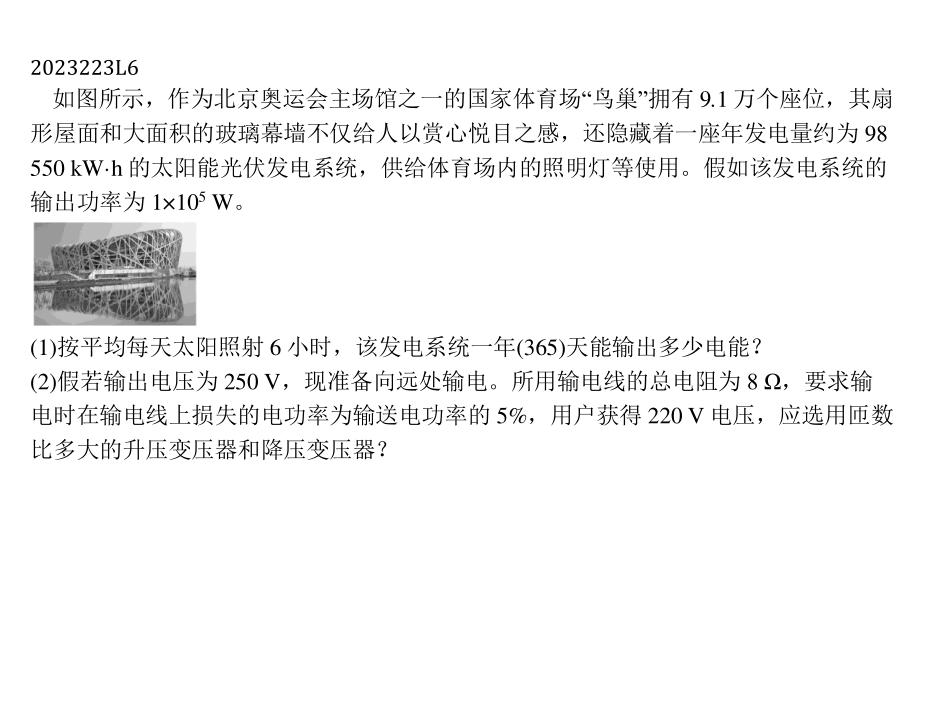 2023223L6
如图所示，作为北京奥运会主场馆之一的国家体育场“鸟巢”拥有 9.1 万个座位，其扇
形屋面和大面积的玻璃幕墙不仅给人以赏心悦目之感，还隐藏着一座年发电量约为 98
550 kW·h 的太阳能光伏发电系统，供给体育场内的照明灯等使用。假如该发电系统的
输出功率为 1×10⁵ W。
(1)按平均每天太阳照射 6 小时，该发电系统一年(365)天能输出多少电能？
(2)假若输出电压为 250 V，现准备向远处输电。所用输电线的总电阻为 8 Ω，要求输
电时在输电线上损失的电功率为输送电功率的 5%，用户获得 220 V 电压，应选用匝数
比多大的升压变压器和降压变压器？